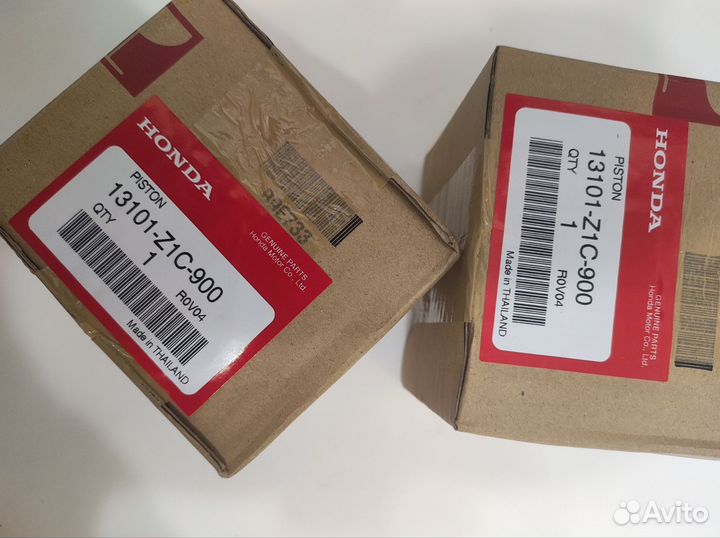 HONDA
PISTON
13101-Z1C-900
QTY
1
R0V04
Made in THAILAND
GENUINE PARTS
Honda Motor Co., Ltd.
HONDA
PISTON
13101-Z1C-900
QTY
1
R0V04
Made in THAILAND
GENUINE PARTS
Honda Motor Co., Ltd.
Avito